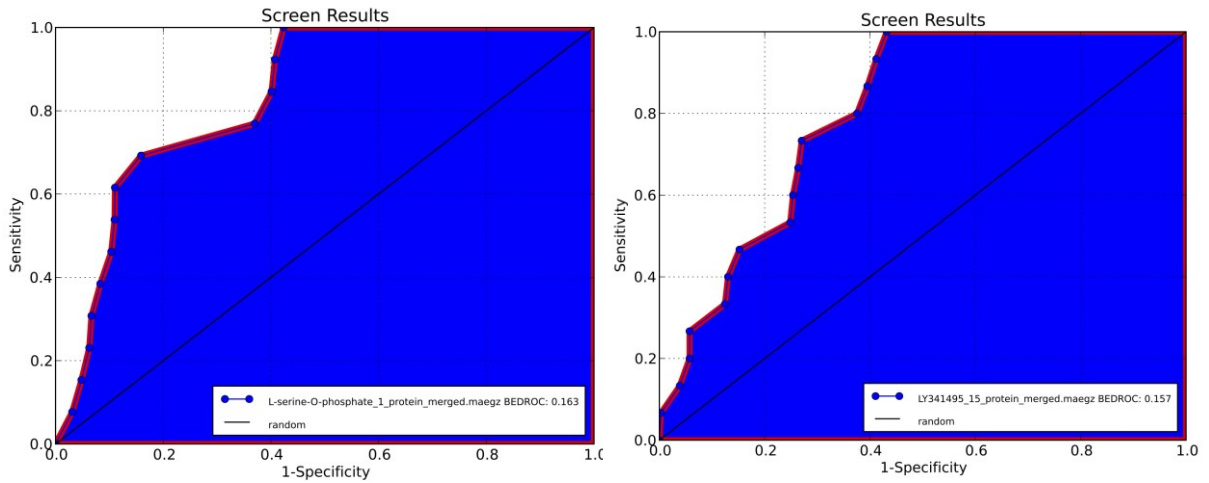 Screen Results
1.0
0.8
0.6
0.4
0.2
0.0
Sensitivity
L-serine-O-phosphate_1_protein_merged.maegz BEDROC: 0.163
random
0.0 0.2 0.4 0.6 0.8 1.0
1-Specificity
Screen Results
1.0
0.8
0.6
0.4
0.2
0.0
Sensitivity
LY341495_15_protein_merged.maegz BEDROC: 0.157
random
0.0 0.2 0.4 0.6 0.8 1.0
1-Specificity